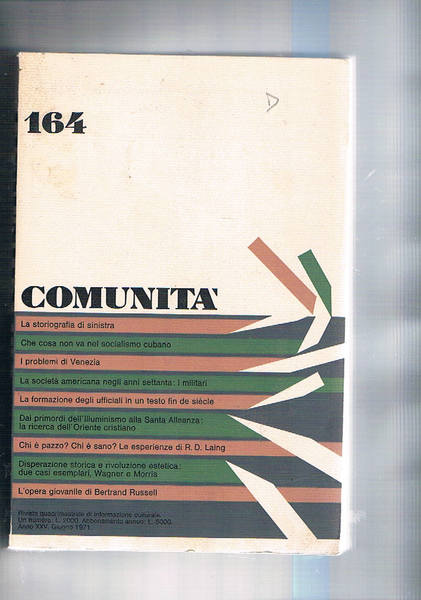 164
D
COMUNITÀ
La storiografia di sinistra
Che cosa non va nel socialismo cubano
I problemi di Venezia
La società americana negli anni settanta: I militari
La formazione degli ufficiali in un testo fin de siècle
Dai primordi dell'Illuminismo alla Santa Alleanza:
la ricerca dell'Oriente cristiano
Chi è pazzo? Chi è sano? Le esperienze di R. D. Laing
Disperazione storica e rivoluzione estetica:
due casi esemplari, Wagner e Morris
L'opera giovanile di Bertrand Russell
Rivista quadrimestrale di informazione culturale.
Un numero: L. 2000. Abbonamento annuo: L. 5000.
Anno XXV. Giugno 1971.